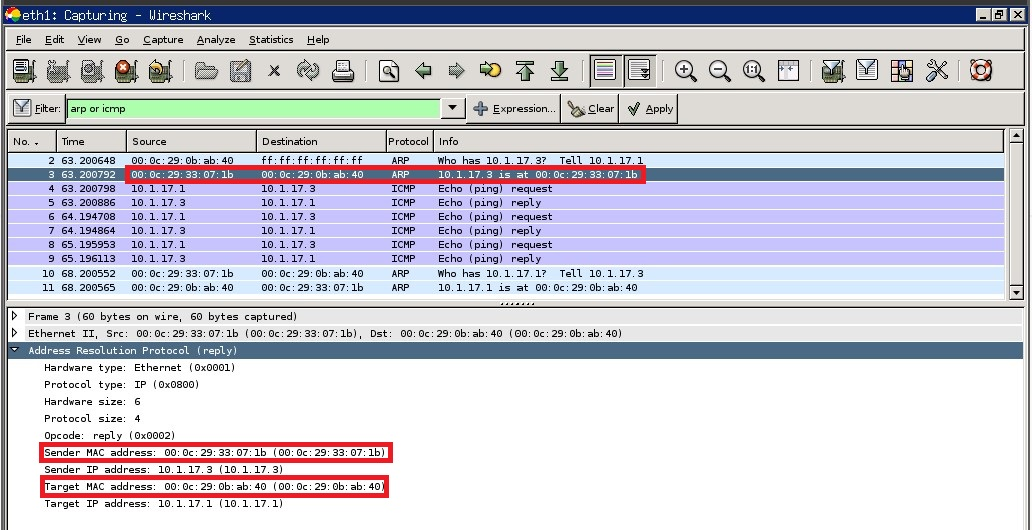 eth1: Capturing - Wireshark
File Edit View Go Capture Analyze Statistics Help
Filter: arp or icmp Expression... Clear Apply
No. . Time Source Destination Protocol Info
2 63.200648 00:0c:29:0b:ab:40 ff:ff:ff:ff:ff:ff ARP Who has 10.1.17.3? Tell 10.1.17.1
3 63.200792 00:0c:29:33:07:1b 00:0c:29:0b:ab:40 ARP 10.1.17.3 is at 00:0c:29:33:07:1b
4 63.200798 10.1.17.1 10.1.17.3 ICMP Echo (ping) request
5 63.200886 10.1.17.3 10.1.17.1 ICMP Echo (ping) reply
6 64.194708 10.1.17.1 10.1.17.3 ICMP Echo (ping) request
7 64.194864 10.1.17.3 10.1.17.1 ICMP Echo (ping) reply
8 65.195953 10.1.17.1 10.1.17.3 ICMP Echo (ping) request
9 65.196113 10.1.17.3 10.1.17.1 ICMP Echo (ping) reply
10 68.200552 00:0c:29:33:07:1b 00:0c:29:0b:ab:40 ARP Who has 10.1.17.1? Tell 10.1.17.3
11 68.200565 00:0c:29:0b:ab:40 00:0c:29:33:07:1b ARP 10.1.17.1 is at 00:0c:29:0b:ab:40
Frame 3 (60 bytes on wire, 60 bytes captured)
Ethernet II, Src: 00:0c:29:33:07:1b (00:0c:29:33:07:1b), Dst: 00:0c:29:0b:ab:40 (00:0c:29:0b:ab:40)
Address Resolution Protocol (reply)
Hardware type: Ethernet (0x0001)
Protocol type: IP (0x0800)
Hardware size: 6
Protocol size: 4
Opcode: reply (0x0002)
Sender MAC address: 00:0c:29:33:07:1b (00:0c:29:33:07:1b)
Sender IP address: 10.1.17.3 (10.1.17.3)
Target MAC address: 00:0c:29:0b:ab:40 (00:0c:29:0b:ab:40)
Target IP address: 10.1.17.1 (10.1.17.1)